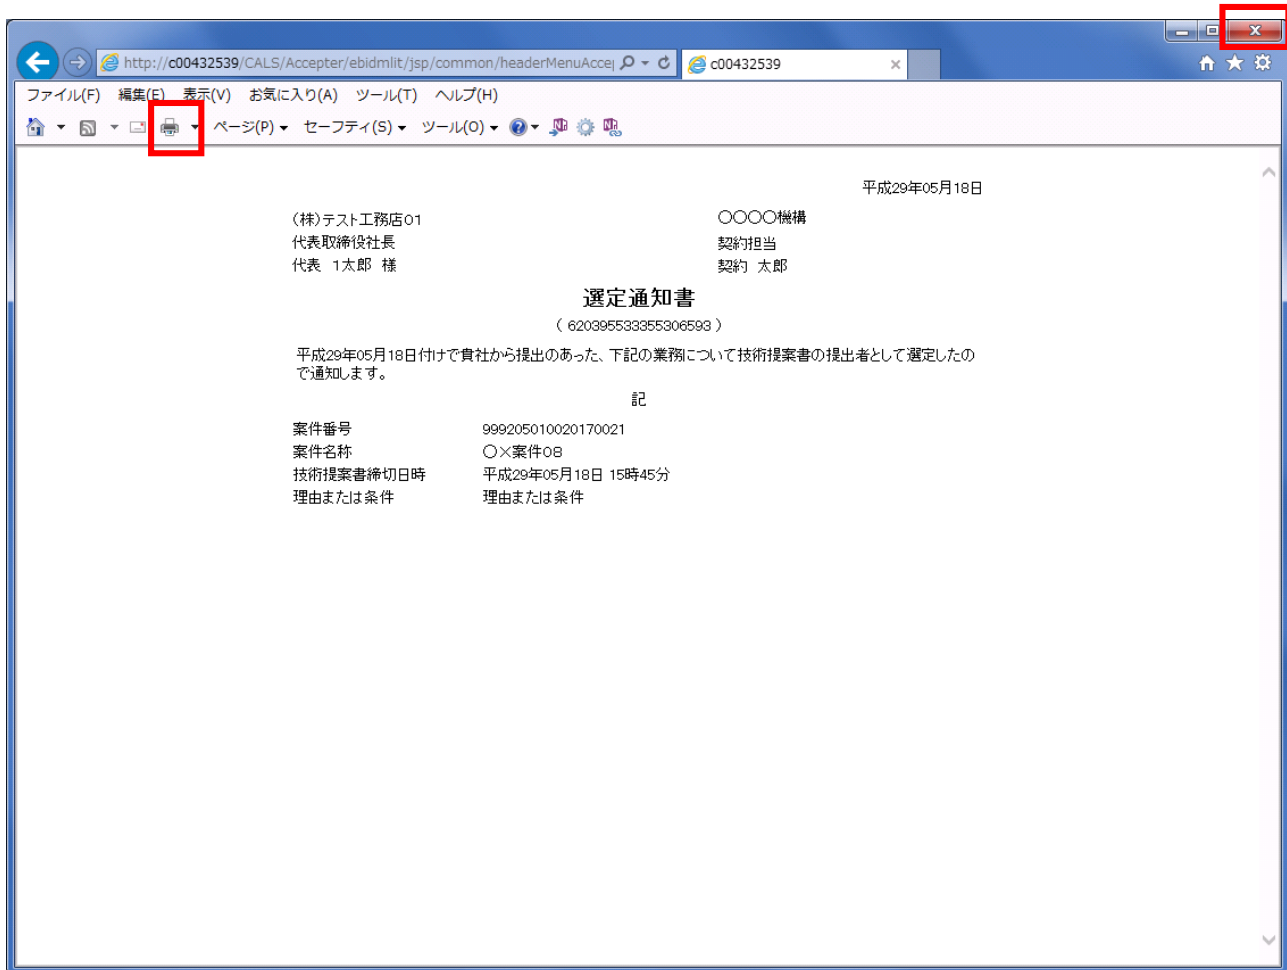 http://c00432539/CALS/Accepter/ebidmlit/jsp/common/headerMenuAccep
c00432539
ファイル(F) 編集(E) 表示(V) お気に入り(A) ツール(T) ヘルプ(H)
ページ(P) セーフティ(S) ツール(O)
平成29年05月18日
(株)テスト工務店01
〇〇〇〇機構
代表取締役社長
契約担当
代表 1太郎 様
契約 太郎
選定通知書
( 620395533355306593 )
平成29年05月18日付けで貴社から提出のあった、下記の業務について技術提案書の提出者として選定したの
で通知します。
記
案件番号 999205010020170021
案件名称 〇×案件08
技術提案書締切日時 平成29年05月18日 15時45分
理由または条件 理由または条件